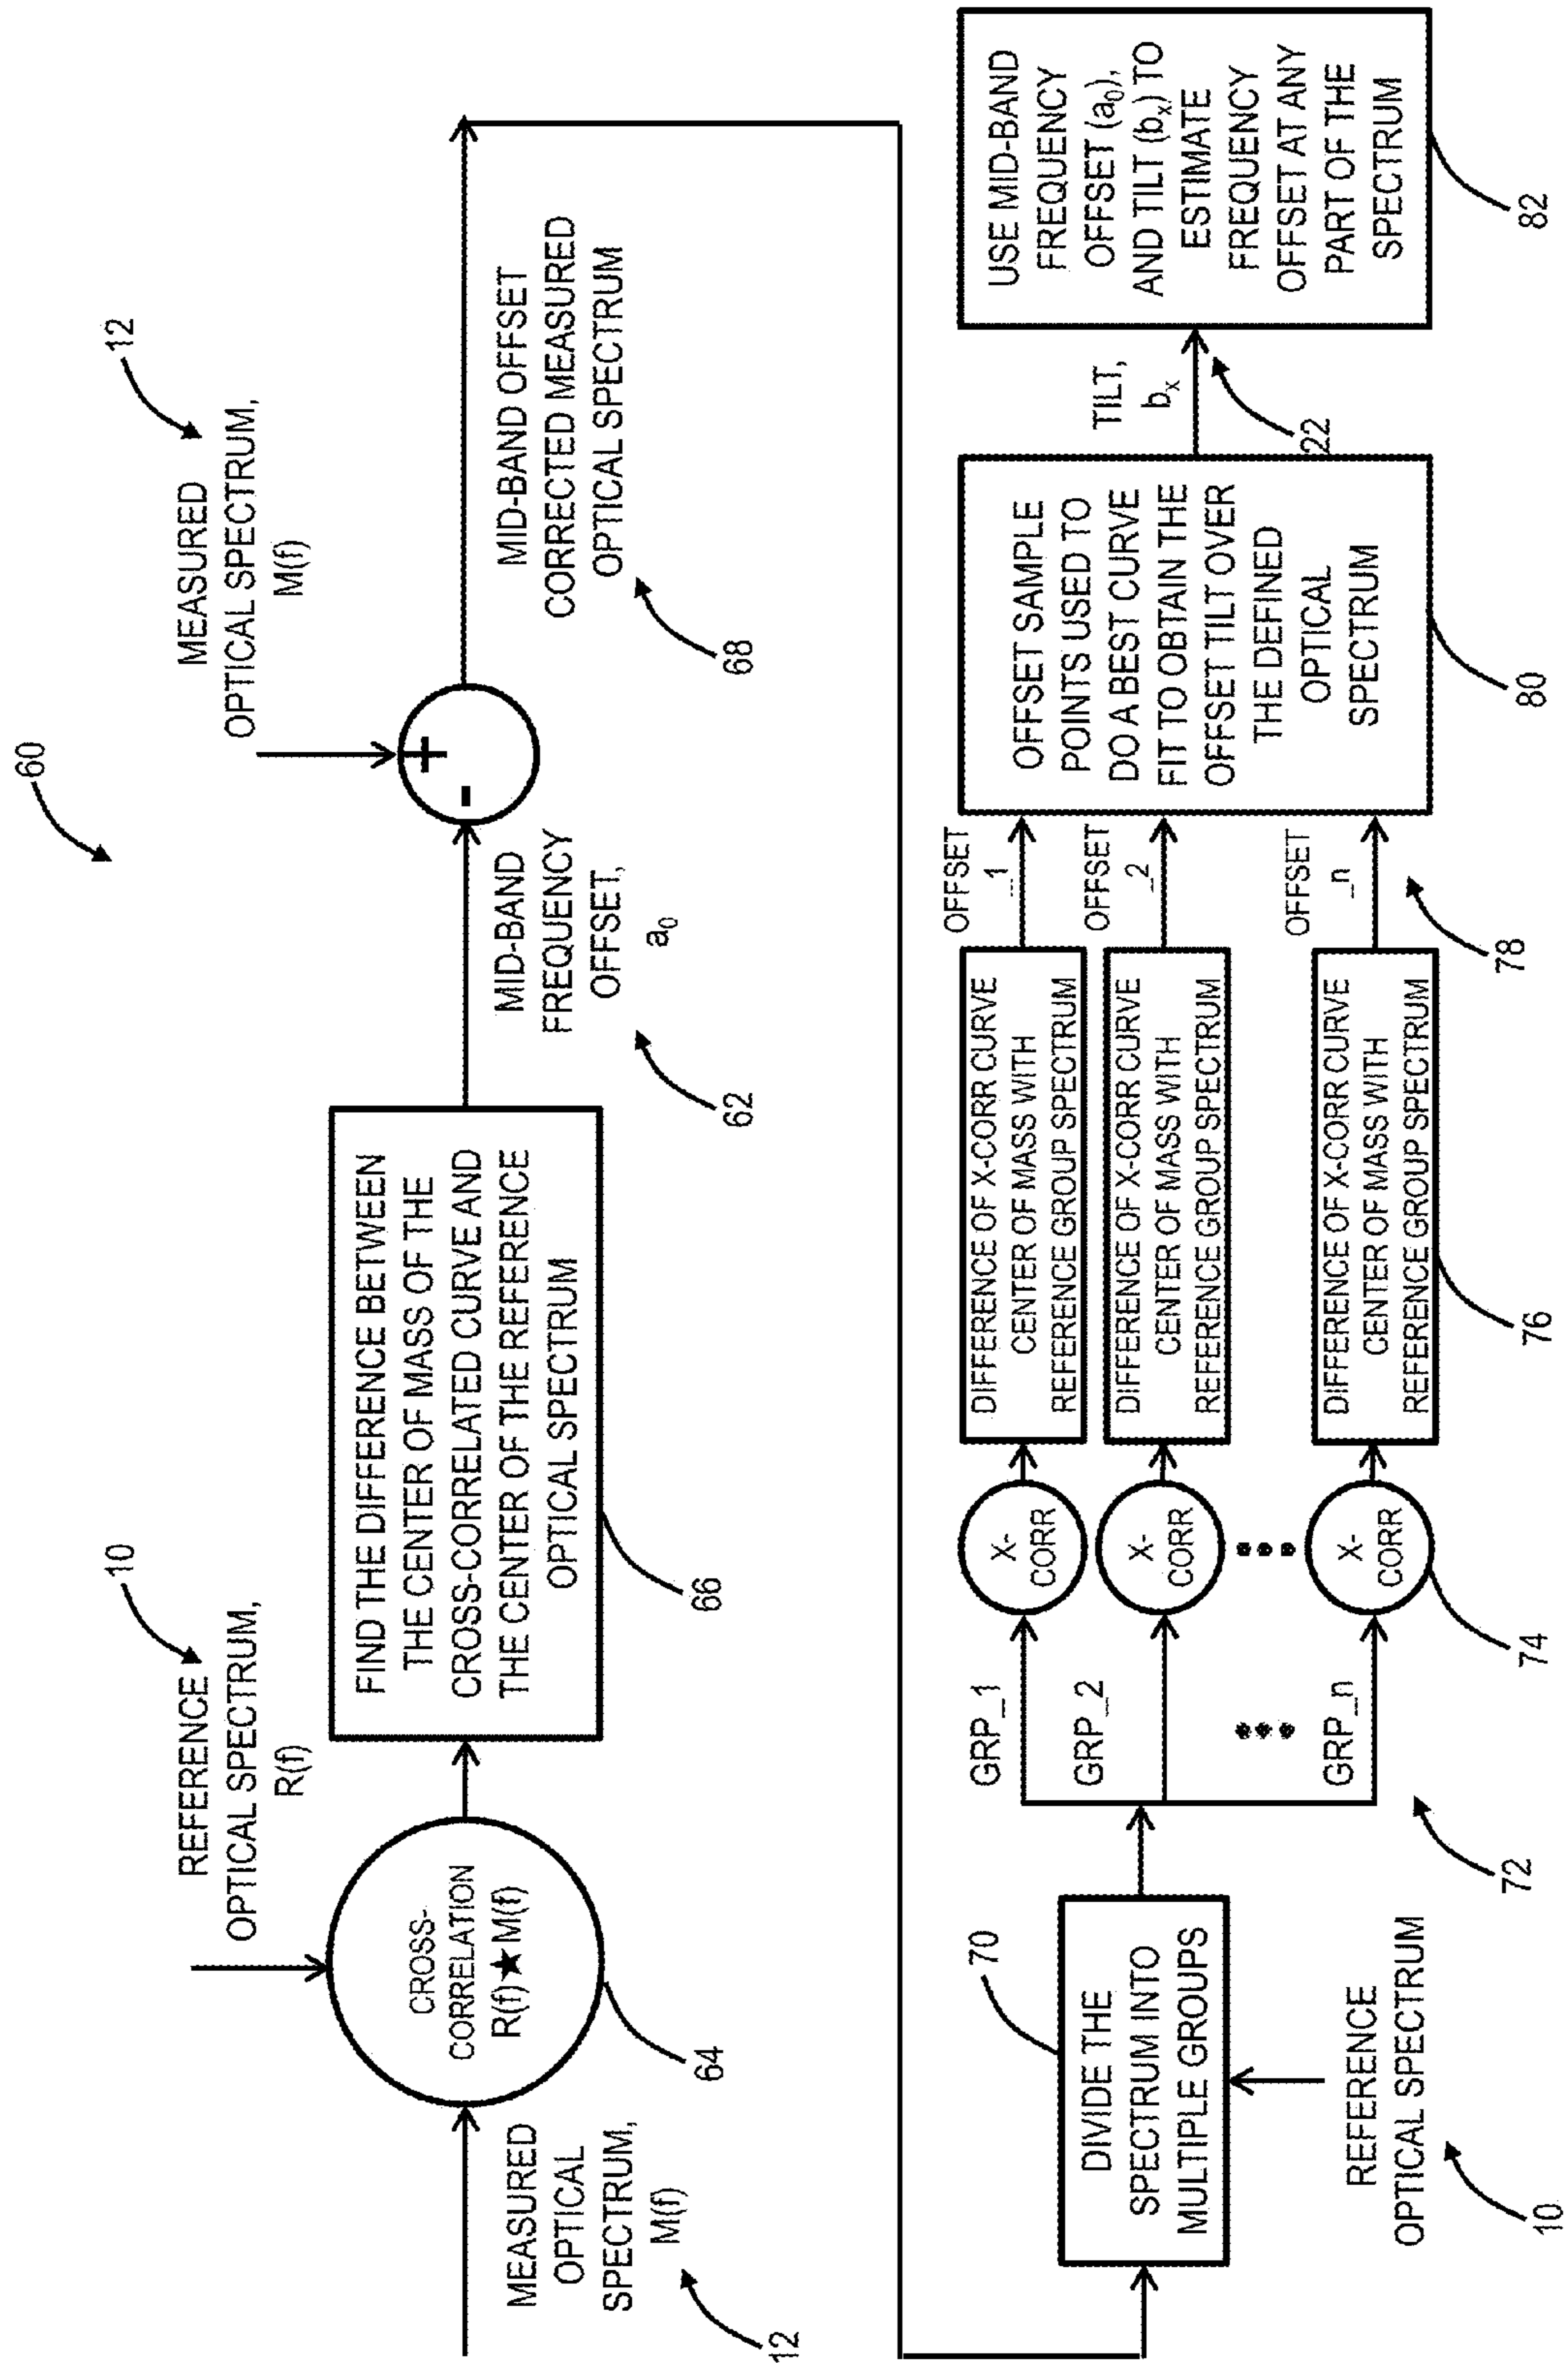 60
MEASURED
OPTICAL SPECTRUM,
M(f)
12
CROSS-
CORRELATION
R(f)★M(f)
64
REFERENCE
OPTICAL SPECTRUM,
R(f)
10
FIND THE DIFFERENCE BETWEEN
THE CENTER OF MASS OF THE
CROSS-CORRELATED CURVE AND
THE CENTER OF THE REFERENCE
OPTICAL SPECTRUM
66
MID-BAND
FREQUENCY
OFFSET,
a0
62
+
-
MEASURED
OPTICAL SPECTRUM,
M(f)
12
MID-BAND OFFSET
CORRECTED MEASURED
OPTICAL SPECTRUM
68
70
DIVIDE THE
SPECTRUM INTO
MULTIPLE GROUPS
REFERENCE
OPTICAL SPECTRUM
10
GRP_1
GRP_2
GRP_n
72
X-
CORR
X-
CORR
X-
CORR
74
DIFFERENCE OF X-CORR CURVE
CENTER OF MASS WITH
REFERENCE GROUP SPECTRUM
DIFFERENCE OF X-CORR CURVE
CENTER OF MASS WITH
REFERENCE GROUP SPECTRUM
DIFFERENCE OF X-CORR CURVE
CENTER OF MASS WITH
REFERENCE GROUP SPECTRUM
76
OFFSET
_1
OFFSET
_2
OFFSET
_n
78
OFFSET SAMPLE
POINTS USED TO
DO A BEST CURVE
FIT TO OBTAIN THE
OFFSET TILT OVER
THE DEFINED
OPTICAL
SPECTRUM
80
TILT,
bx
22
USE MID-BAND
FREQUENCY
OFFSET (a0),
AND TILT (bx) TO
ESTIMATE
FREQUENCY
OFFSET AT ANY
PART OF THE
SPECTRUM
82